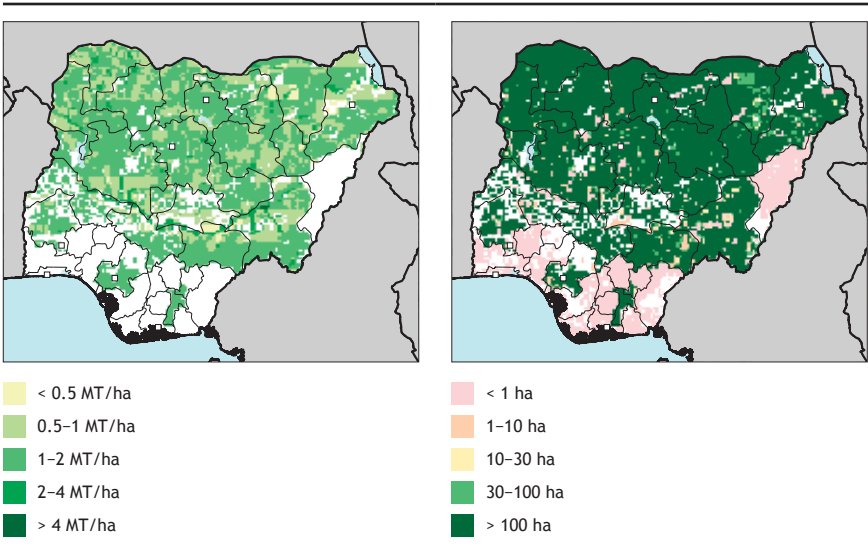 < 0.5 MT/ha
0.5–1 MT/ha
1–2 MT/ha
2–4 MT/ha
> 4 MT/ha
< 1 ha
1–10 ha
10–30 ha
30–100 ha
> 100 ha